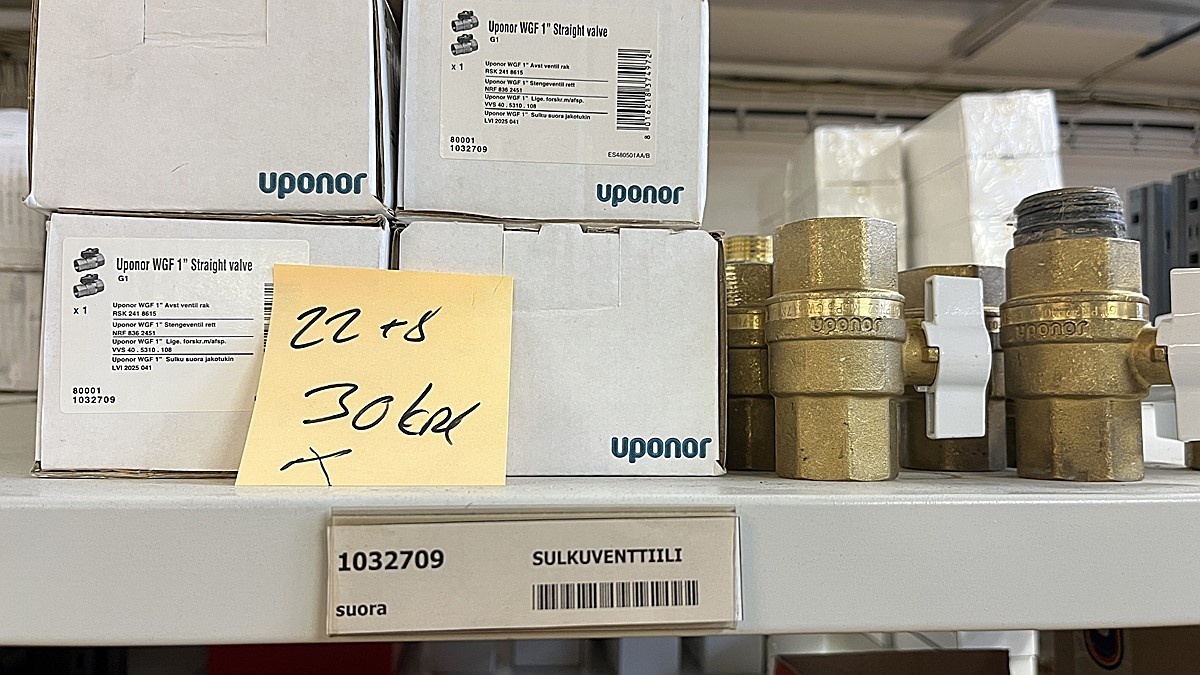 Uponor WGF 1" Straight valve
G1
x 1
Uponor WGF 1" Avst ventil rak
RSK 241 8615
Uponor WGF 1" Stengeventil rett
NRF 836 2451
Uponor WGF 1" Lige. forskr.m/afsp.
VVS 40 . 5310 . 108
Uponor WGF 1" Sulku suora jakotukin
LVI 2025 041
80001
1032709
ES480501AA/B
uponor
uponor
Uponor WGF 1" Straight valve
G1
x 1
Uponor WGF 1" Avst ventil rak
RSK 241 8615
Uponor WGF 1" Stengeventil rett
NRF 836 2451
Uponor WGF 1" Lige. forskr.m/afsp.
VVS 40 . 5310 . 108
Uponor WGF 1" Sulku suora jakotukin
LVI 2025 041
80001
1032709
22 + 8
30 kpl
uponor
uponor
uponor
1032709 SULKUVENTTIILI
suora